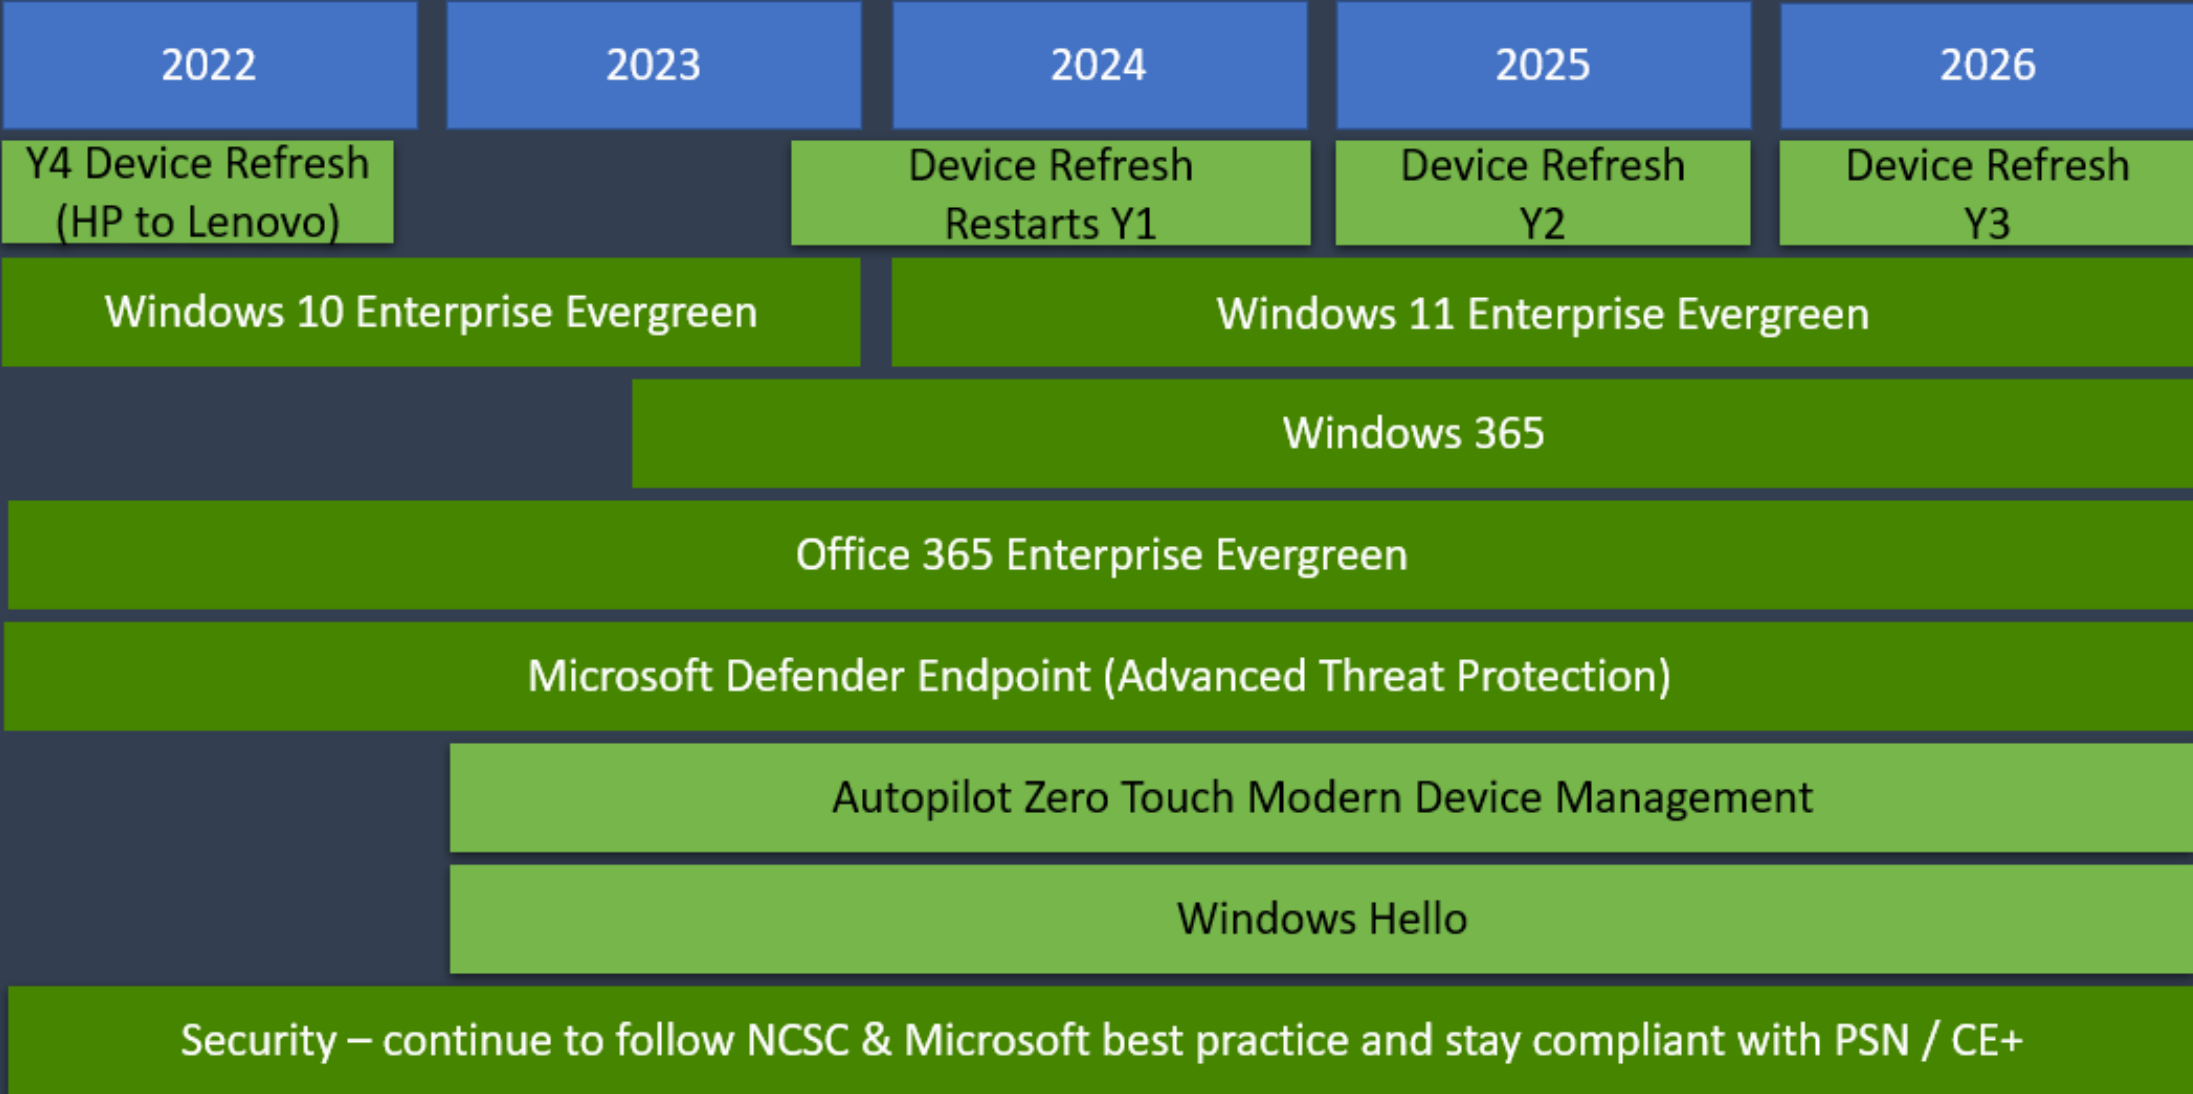 2022
2023
2024
2025
2026
Y4 Device Refresh
(HP to Lenovo)
Device Refresh
Restarts Y1
Device Refresh
Y2
Device Refresh
Y3
Windows 10 Enterprise Evergreen
Windows 11 Enterprise Evergreen
Windows 365
Office 365 Enterprise Evergreen
Microsoft Defender Endpoint (Advanced Threat Protection)
Autopilot Zero Touch Modern Device Management
Windows Hello
Security – continue to follow NCSC & Microsoft best practice and stay compliant with PSN / CE+